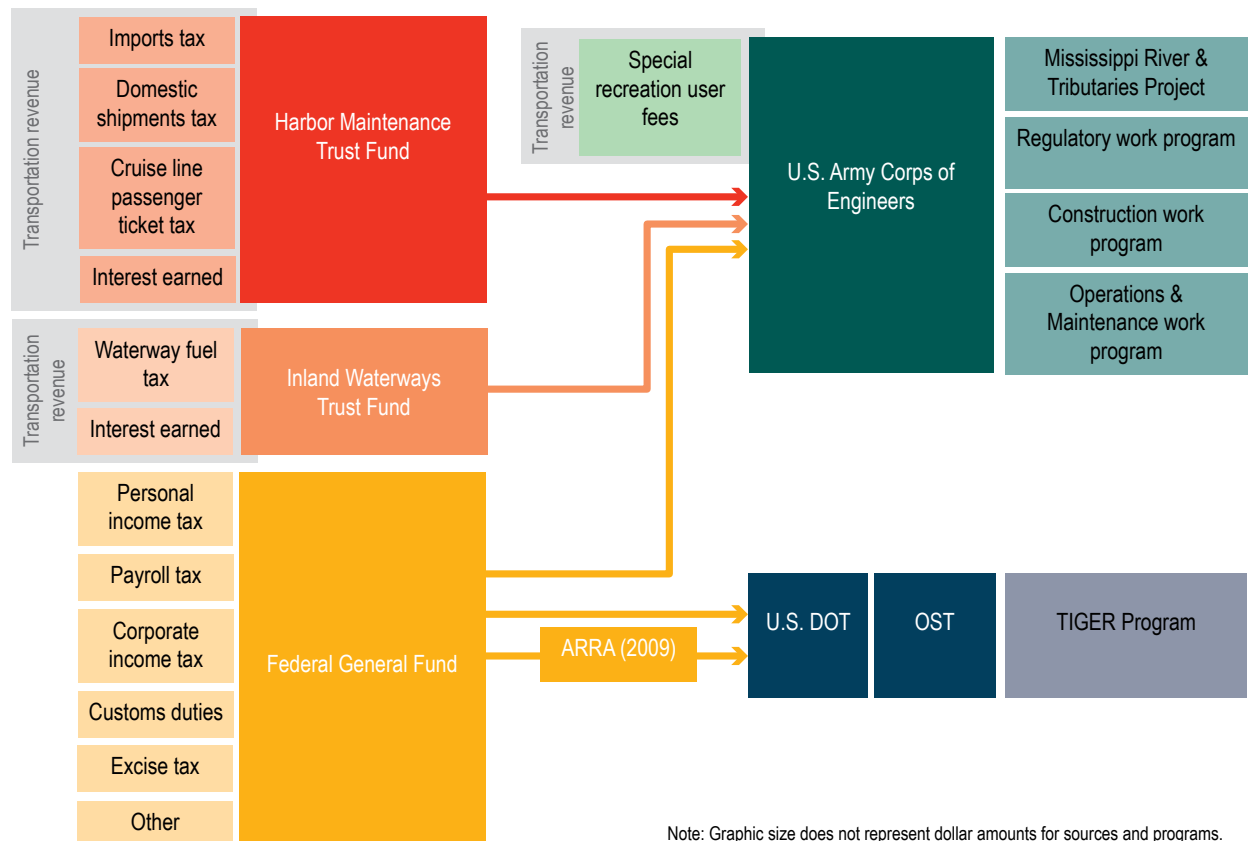 Transportation revenue
Imports tax
Domestic
shipments tax
Cruise line
passenger
ticket tax
Interest earned
Harbor Maintenance
Trust Fund
Transportation
revenue
Special
recreation user
fees
U.S. Army Corps of
Engineers
Mississippi River &
Tributaries Project
Regulatory work program
Construction work
program
Operations &
Maintenance work
program
Transportation
revenue
Waterway fuel
tax
Interest earned
Inland Waterways
Trust Fund
Personal
income tax
Payroll tax
Corporate
income tax
Customs duties
Excise tax
Other
Federal General Fund
ARRA (2009)
U.S. DOT
OST
TIGER Program
Note: Graphic size does not represent dollar amounts for sources and programs.